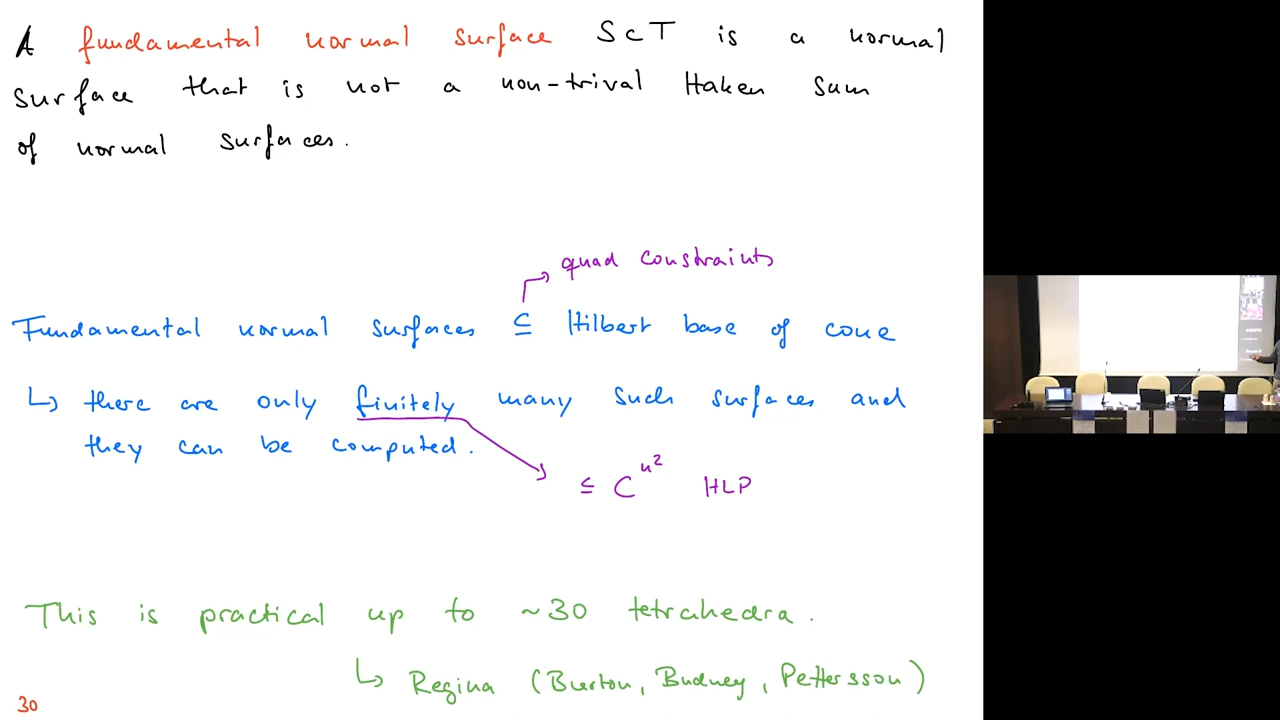 A fundamental normal surface S⊂T is a normal
surface that is not a non-trival Haken sum
of normal surfaces.
quad constraints
Fundamental normal surfaces ⊆ Hilbert base of cone
↳ there are only finitely many such surfaces and
they can be computed.
≤ C^{n^2} HLP
This is practical up to ~30 tetrahedra.
↳ Regina (Burton, Budney, Pettersson)
30